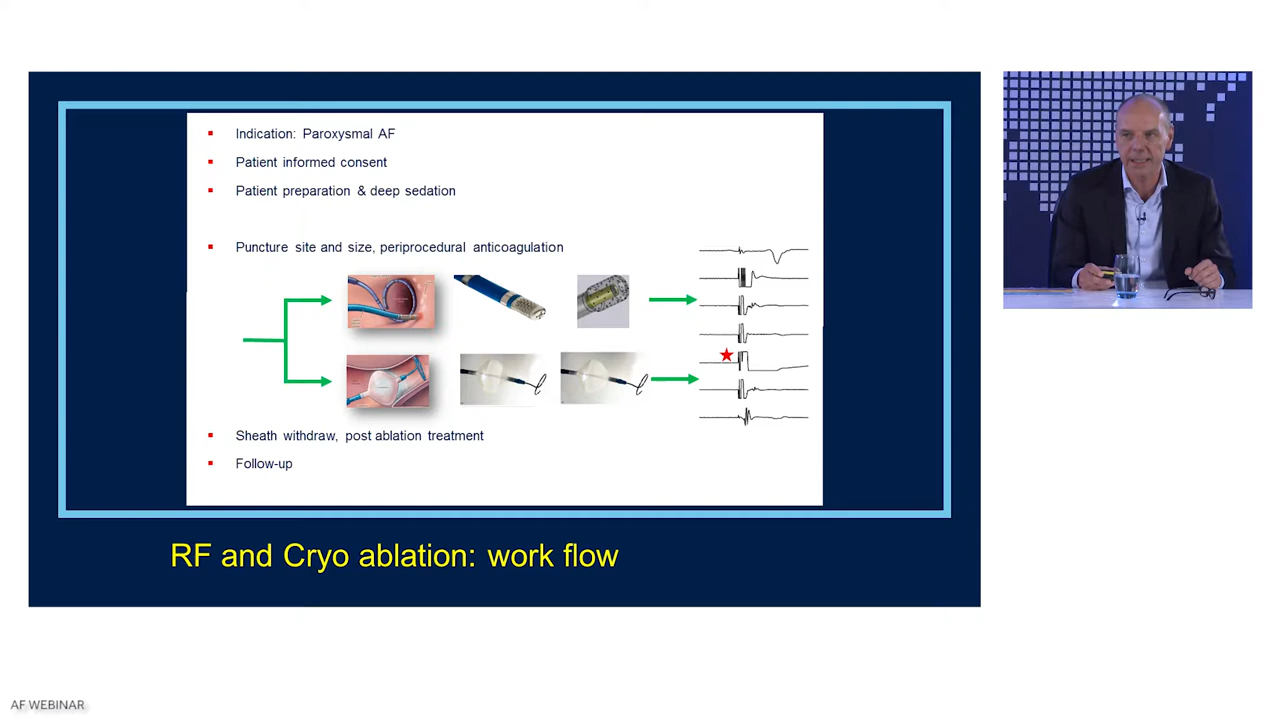 Indication: Paroxysmal AF
Patient informed consent
Patient preparation & deep sedation
Puncture site and size, periprocedural anticoagulation
Sheath withdraw, post ablation treatment
Follow-up
RF and Cryo ablation: work flow
AF WEBINAR